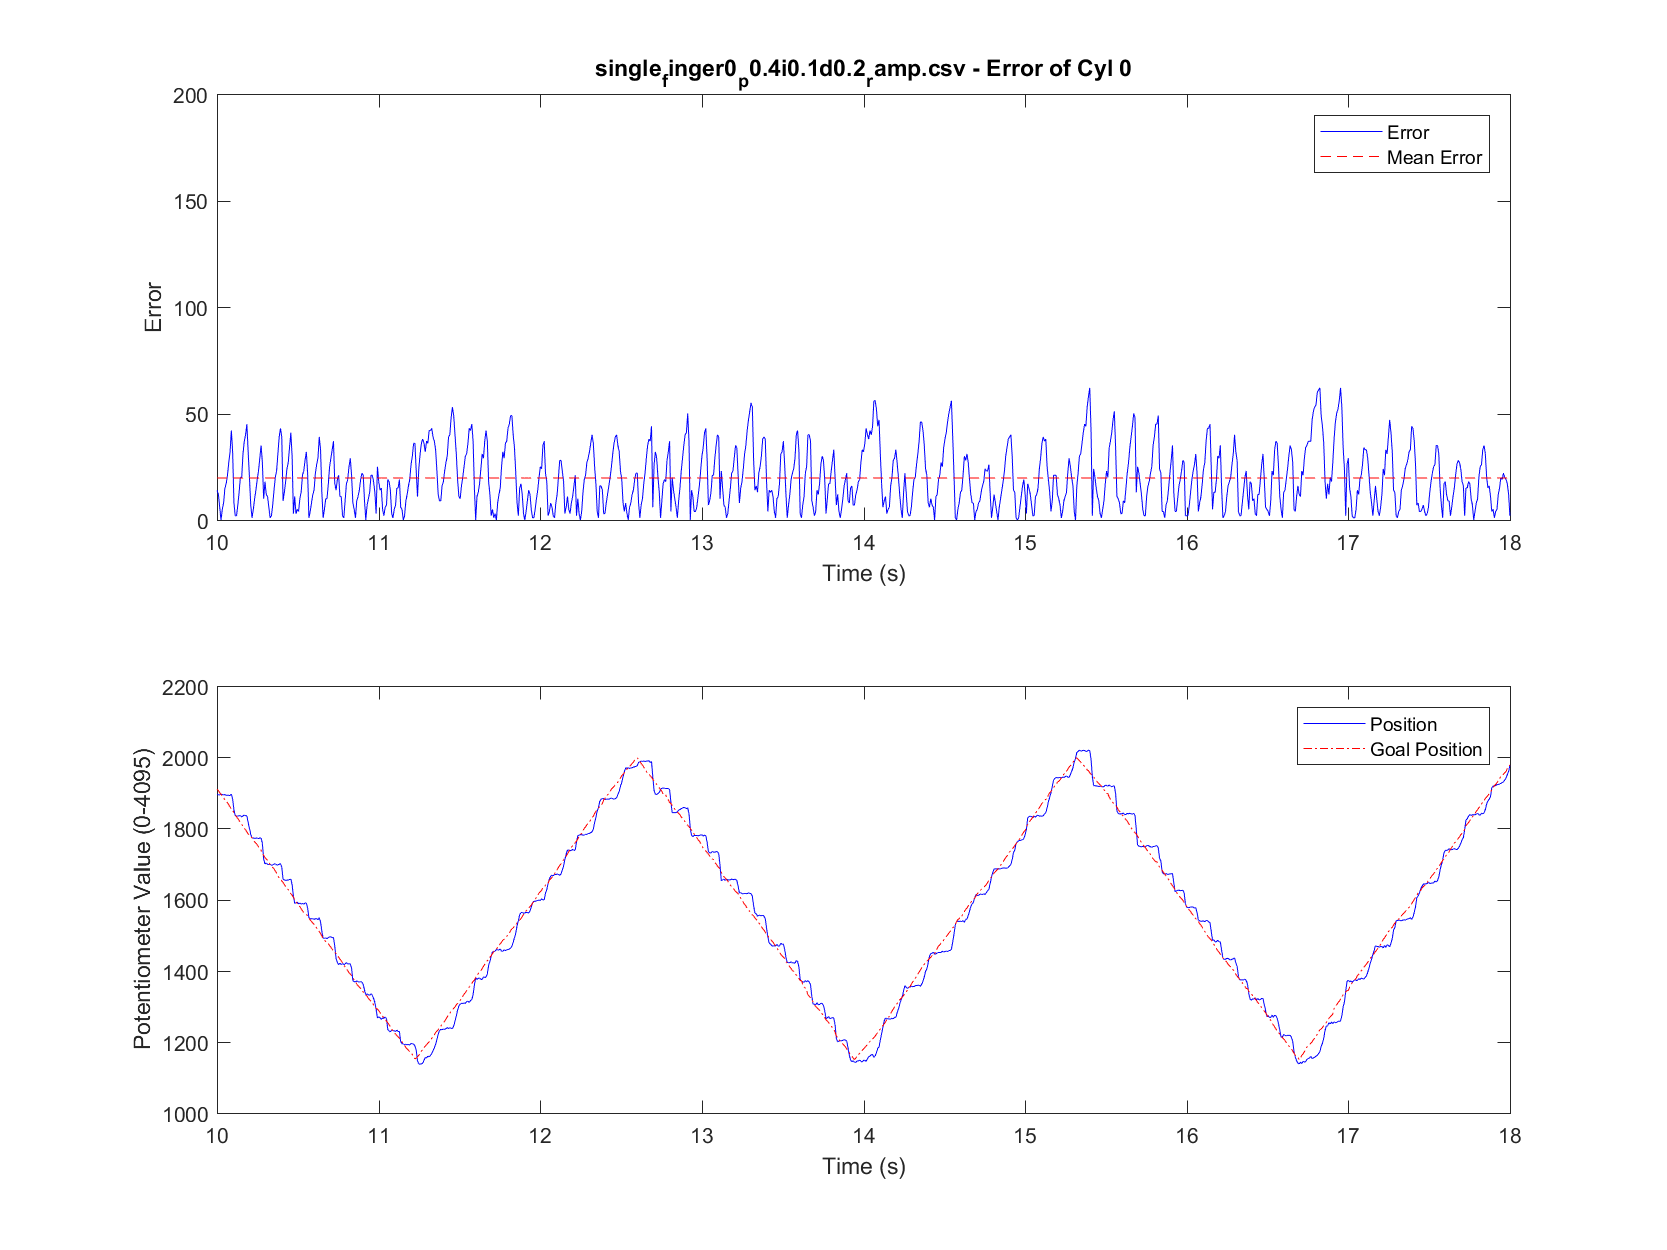 single_finger0_p0.4i0.1d0.2_ramp.csv - Error of Cyl 0
200
150
100
50
0
Error
Error
Mean Error
10 11 12 13 14 15 16 17 18
Time (s)
2200
2000
1800
1600
1400
1200
1000
Potentiometer Value (0-4095)
Position
Goal Position
10 11 12 13 14 15 16 17 18
Time (s)